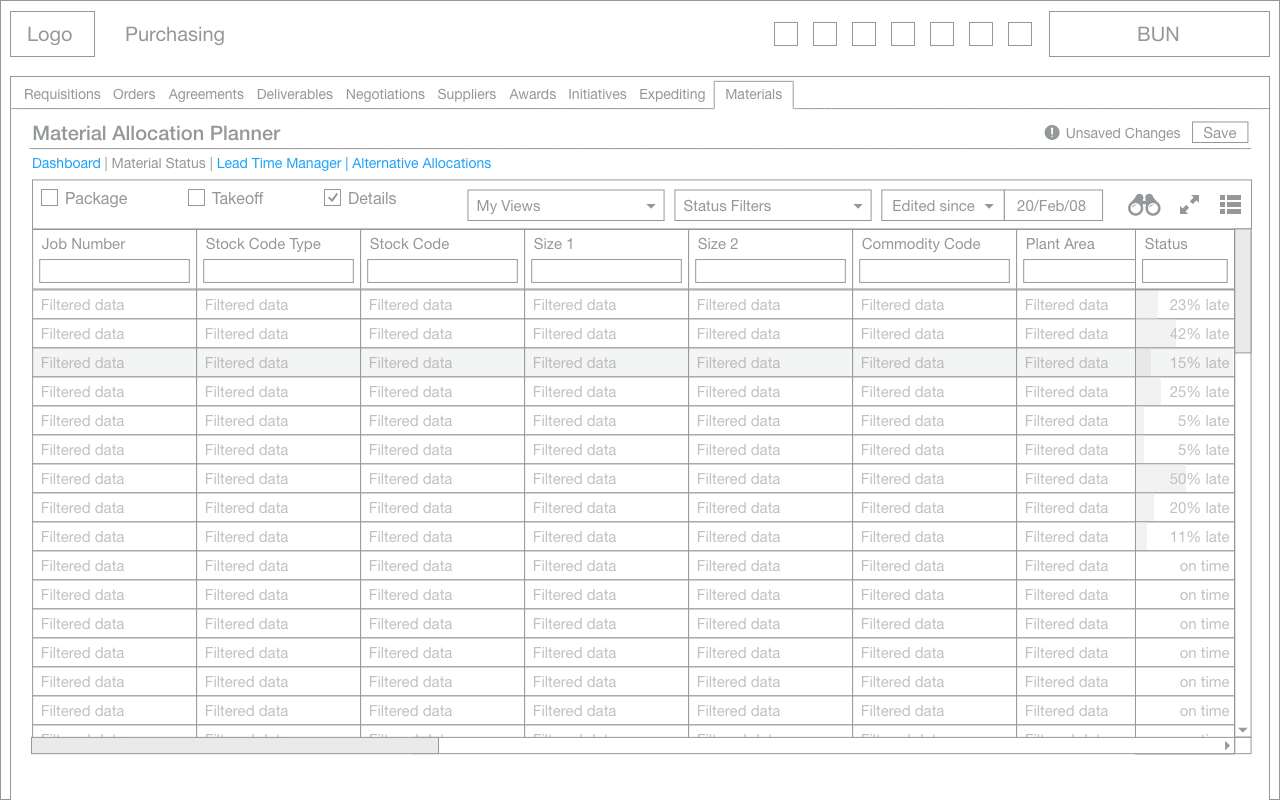 Logo Purchasing BUN
Requisitions Orders Agreements Deliverables Negotiations Suppliers Awards Initiatives Expediting Materials
Material Allocation Planner ! Unsaved Changes Save
Dashboard | Material Status | Lead Time Manager | Alternative Allocations
Package Takeoff Details My Views Status Filters Edited since 20/Feb/08
Job Number Stock Code Type Stock Code Size 1 Size 2 Commodity Code Plant Area Status
Filtered data Filtered data Filtered data Filtered data Filtered data Filtered data Filtered data 23% late
Filtered data Filtered data Filtered data Filtered data Filtered data Filtered data Filtered data 42% late
Filtered data Filtered data Filtered data Filtered data Filtered data Filtered data Filtered data 15% late
Filtered data Filtered data Filtered data Filtered data Filtered data Filtered data Filtered data 25% late
Filtered data Filtered data Filtered data Filtered data Filtered data Filtered data Filtered data 5% late
Filtered data Filtered data Filtered data Filtered data Filtered data Filtered data Filtered data 5% late
Filtered data Filtered data Filtered data Filtered data Filtered data Filtered data Filtered data 50% late
Filtered data Filtered data Filtered data Filtered data Filtered data Filtered data Filtered data 20% late
Filtered data Filtered data Filtered data Filtered data Filtered data Filtered data Filtered data 11% late
Filtered data Filtered data Filtered data Filtered data Filtered data Filtered data Filtered data on time
Filtered data Filtered data Filtered data Filtered data Filtered data Filtered data Filtered data on time
Filtered data Filtered data Filtered data Filtered data Filtered data Filtered data Filtered data on time
Filtered data Filtered data Filtered data Filtered data Filtered data Filtered data Filtered data on time
Filtered data Filtered data Filtered data Filtered data Filtered data Filtered data Filtered data on time
Filtered data Filtered data Filtered data Filtered data Filtered data Filtered data Filtered data on time